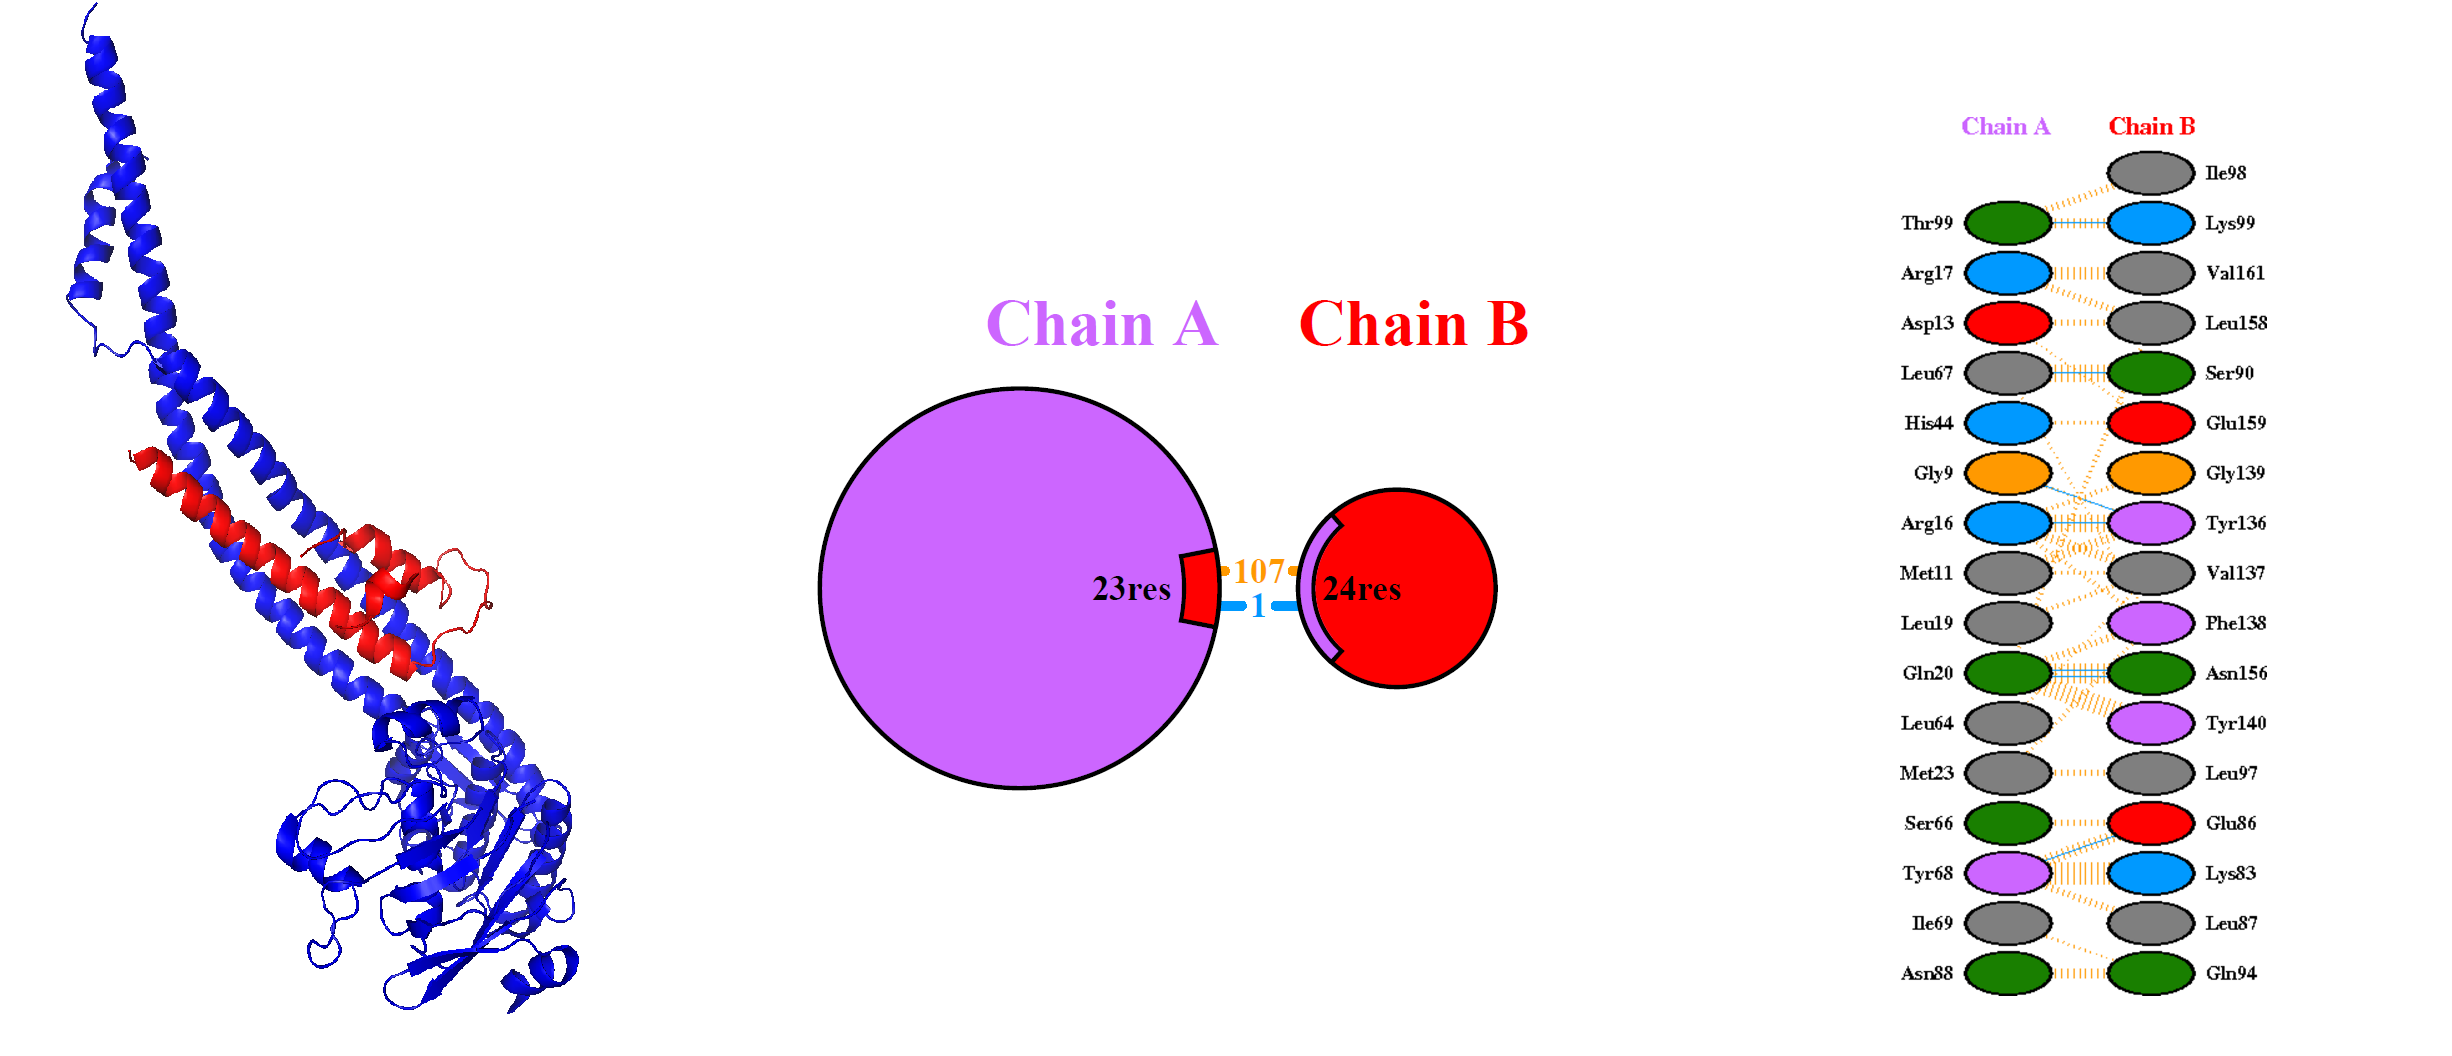 Chain A Chain B
23res 107 24res
1
Chain A Chain B
Ile98
Thr99 Lys99
Arg17 Val161
Asp13 Leu158
Leu67 Ser90
His44 Glu159
Gly9 Gly139
Arg16 Tyr136
Met11 Val137
Leu19 Phe138
Gln20 Asn156
Leu64 Tyr140
Met23 Leu97
Ser66 Glu86
Tyr68 Lys83
Ile69 Leu87
Asn88 Gln94